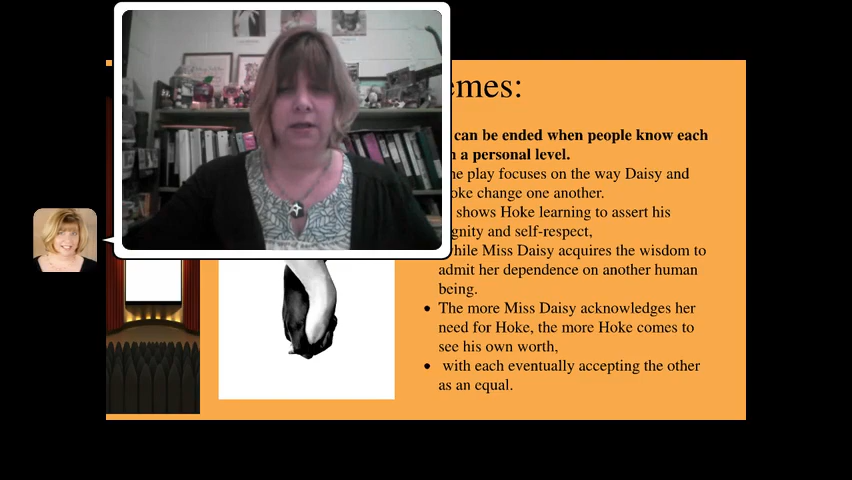 emes:
can be ended when people know each
a personal level.
he play focuses on the way Daisy and
oke change one another.
shows Hoke learning to assert his
gnity and self-respect,
while Miss Daisy acquires the wisdom to
admit her dependence on another human
being.
• The more Miss Daisy acknowledges her
need for Hoke, the more Hoke comes to
see his own worth,
• with each eventually accepting the other
as an equal.